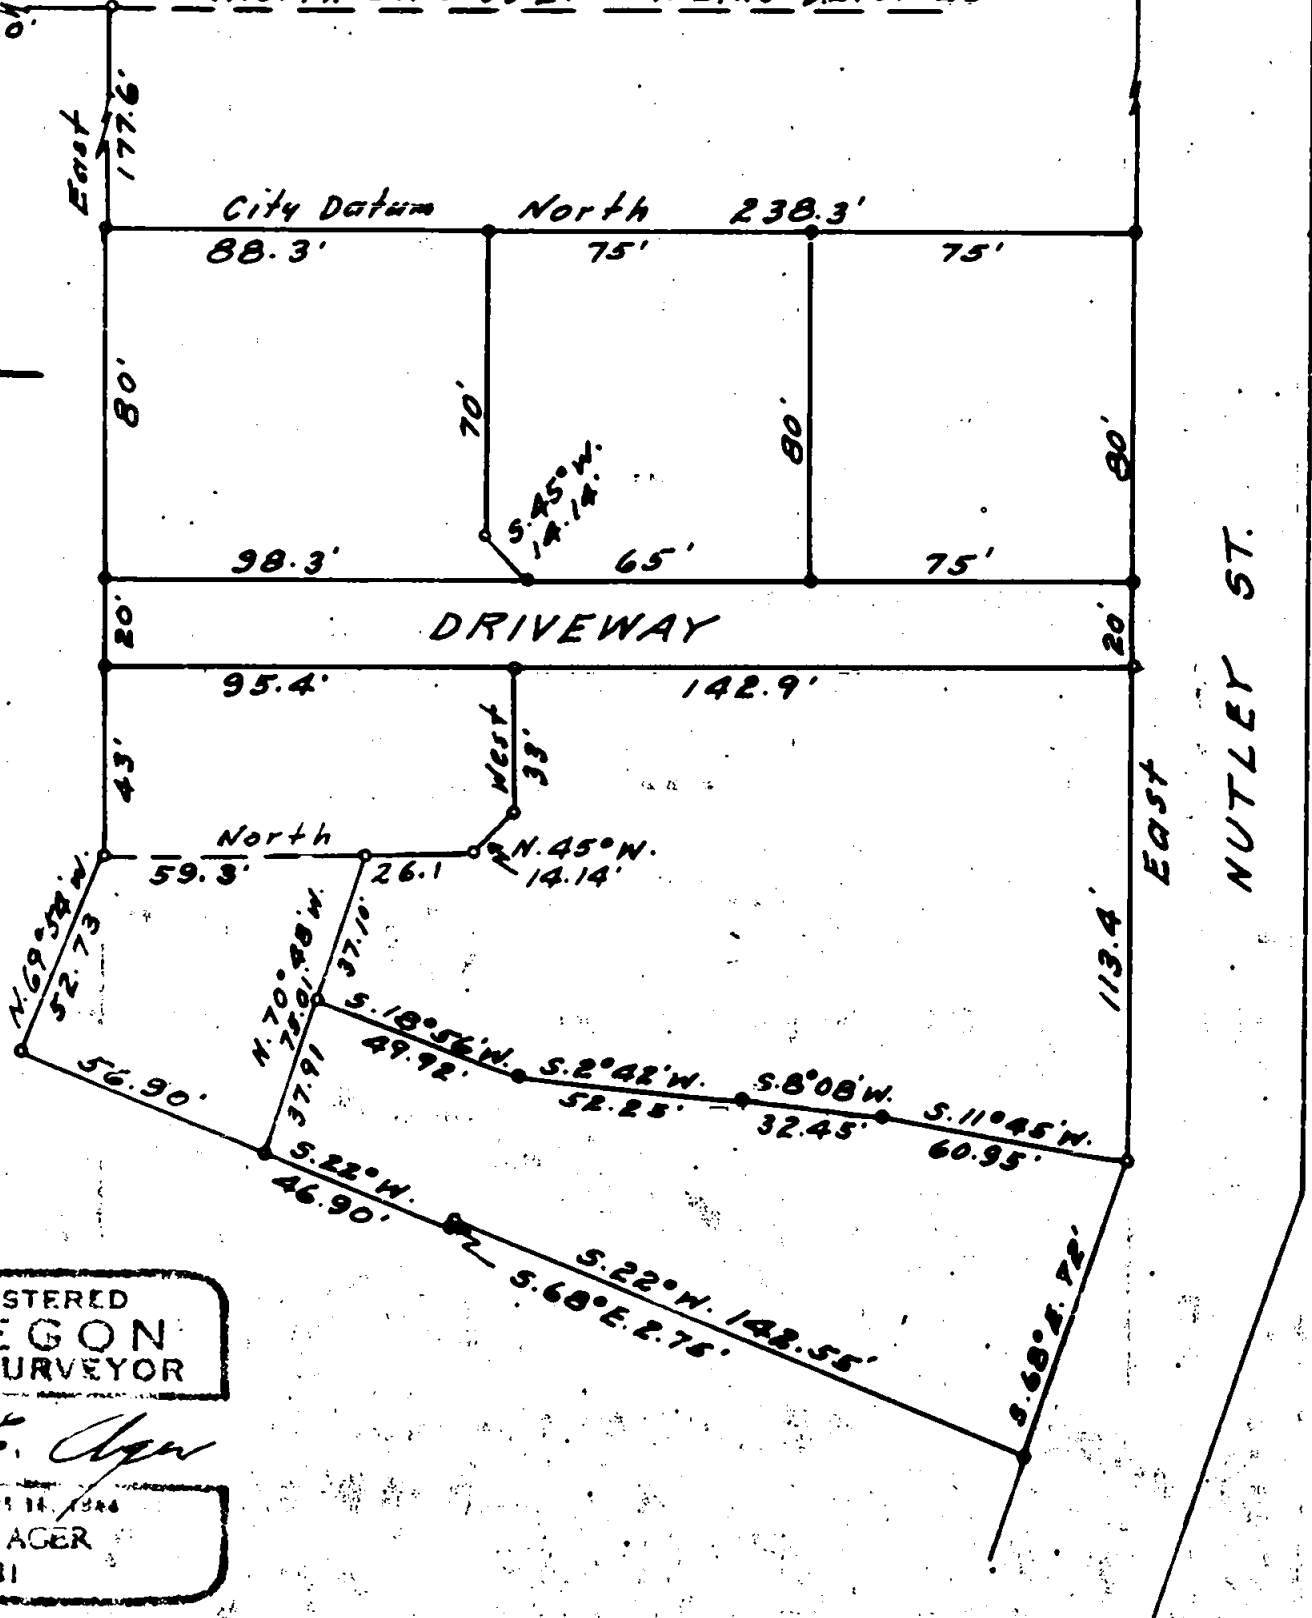 East
177.6'
City Datum North 238.3'
88.3' 75' 75'
80'
70'
80'
80'
S.45°W.
14.14'
98.3' 65' 75'
20'
DRIVEWAY
20'
95.4' 142.9'
43'
West
33'
North
59.3' 26.1
N.45°W.
14.14'
East
NUTLEY ST.
113.4'
N.69°54'W.
52.73
N.70°48'W.
75.01
37.10'
37.91
56.90'
S.18°56'W.
49.92'
S.2°42'W.
52.25'
S.8°08'W.
32.45'
S.11°45'W.
60.95'
S.22°W.
46.90'
S.22°W. 142.55'
S.68°E. 2.75'
S.68°E. 72'
STERED
EGON
URVEYOR
AGER